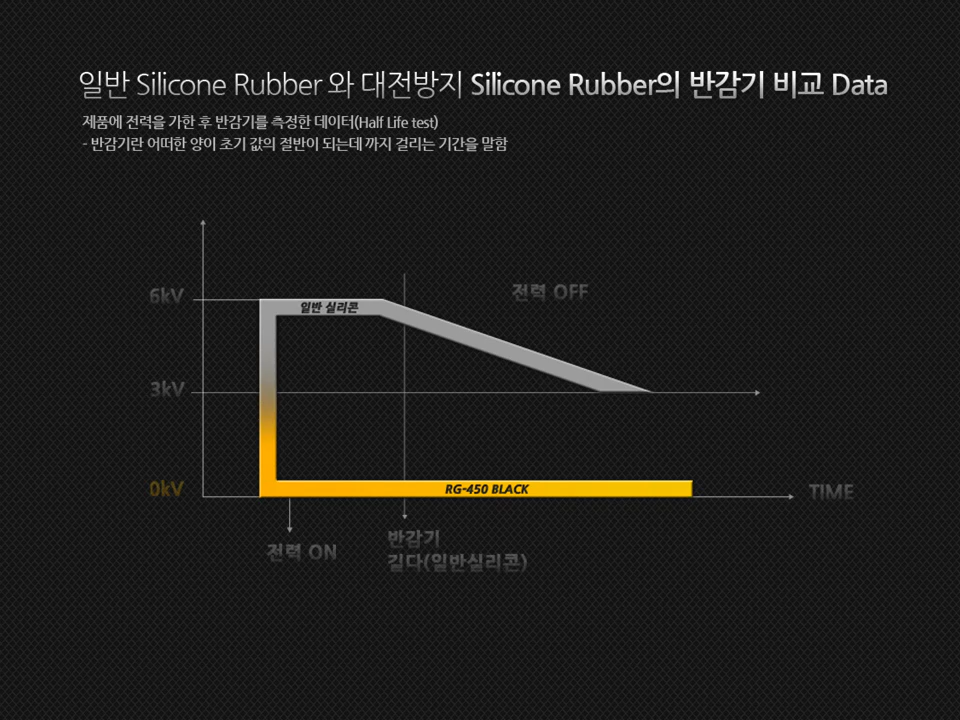 일반 Silicone Rubber 와 대전방지 Silicone Rubber의 반감기 비교 Data
제품에 전력을 가한 후 반감기를 측정한 데이터(Half Life test)
- 반감기란 어떠한 양이 초기 값의 절반이 되는데 까지 걸리는 기간을 말함
6kV
일반 실리콘
전력 OFF
3kV
0kV
RG-450 BLACK
TIME
전력 ON
반감기
길다(일반실리콘)